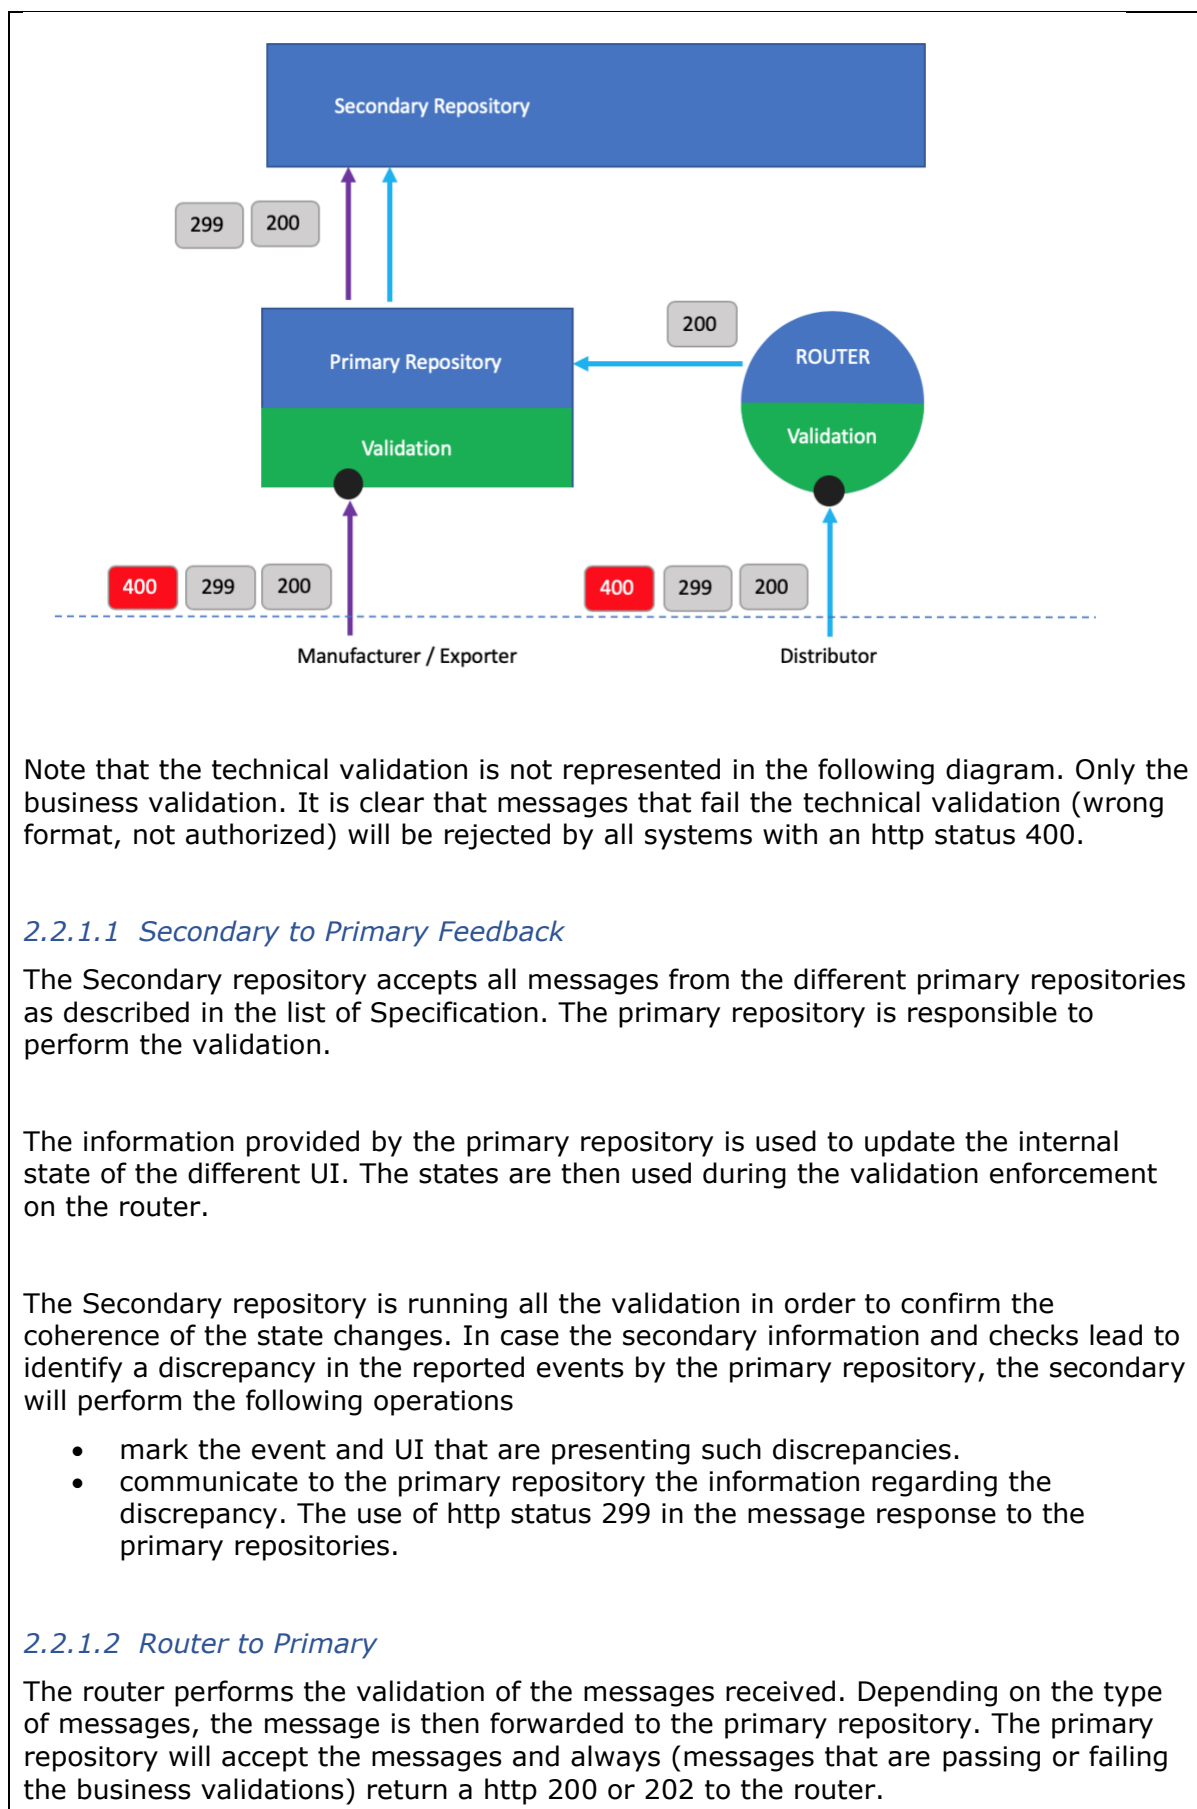 Secondary Repository
299
200
200
Primary Repository
ROUTER
Validation
Validation
400
299
200
400
299
200
Manufacturer / Exporter
Distributor
Note that the technical validation is not represented in the following diagram. Only the
business validation. It is clear that messages that fail the technical validation (wrong
format, not authorized) will be rejected by all systems with an http status 400.
2.2.1.1 Secondary to Primary Feedback
The Secondary repository accepts all messages from the different primary repositories
as described in the list of Specification. The primary repository is responsible to
perform the validation.
The information provided by the primary repository is used to update the internal
state of the different UI. The states are then used during the validation enforcement
on the router.
The Secondary repository is running all the validation in order to confirm the
coherence of the state changes. In case the secondary information and checks lead to
identify a discrepancy in the reported events by the primary repository, the secondary
will perform the following operations
• mark the event and UI that are presenting such discrepancies.
• communicate to the primary repository the information regarding the
discrepancy. The use of http status 299 in the message response to the
primary repositories.
2.2.1.2 Router to Primary
The router performs the validation of the messages received. Depending on the type
of messages, the message is then forwarded to the primary repository. The primary
repository will accept the messages and always (messages that are passing or failing
the business validations) return a http 200 or 202 to the router.